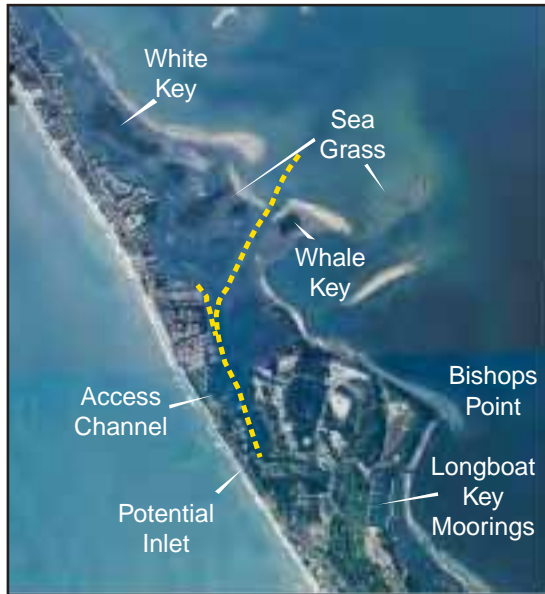 White
Key
Sea
Grass
Whale
Key
Access
Channel
Bishops
Point
Longboat
Key
Moorings
Potential
Inlet